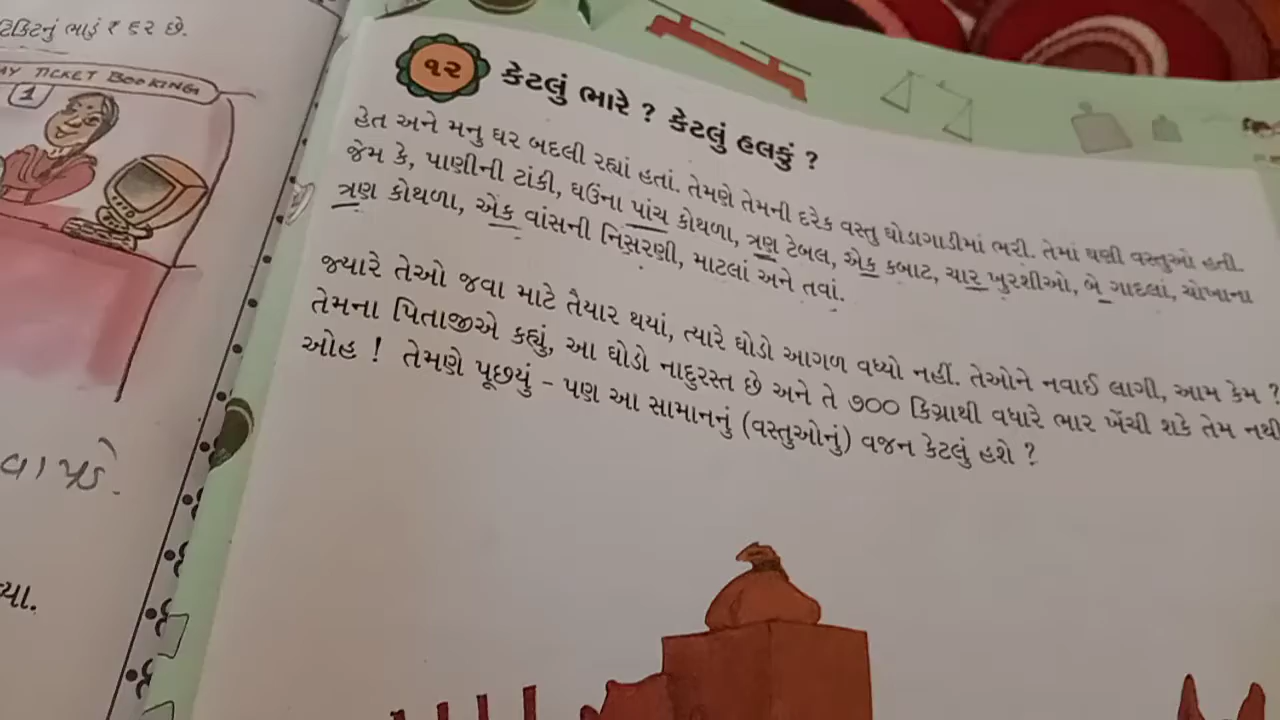 ટિકિટનું ભાડું ₹ ૬૨ છે.
AY TICKET BOOKING
1
વા પડે.
વ્યા.
૧૨
કેટલું ભારે ? કેટલું હલકું ?
હેત અને મનુ ઘર બદલી રહ્યાં હતાં. તેમણે તેમની દરેક વસ્તુ ઘોડાગાડીમાં ભરી. તેમાં ઘણી વસ્તુઓ હતી.
જેમ કે, પાણીની ટાંકી, ઘઉંના પાંચ કોથળા, ત્રણ ટેબલ, એક કબાટ, ચાર ખુરશીઓ, બે ગાદલાં, ચોખાના
ત્રણ કોથળા, એક વાંસની નિસરણી, માટલાં અને તવાં.
જ્યારે તેઓ જવા માટે તૈયાર થયાં, ત્યારે ઘોડો આગળ વધ્યો નહીં. તેઓને નવાઈ લાગી, આમ કેમ ?
તેમના પિતાજીએ કહ્યું, આ ઘોડો નાદુરસ્ત છે અને તે ૭૦૦ કિગ્રાથી વધારે ભાર ખેંચી શકે તેમ નથી
ઓહ ! તેમણે પૂછ્યું - પણ આ સામાનનું (વસ્તુઓનું) વજન કેટલું હશે ?